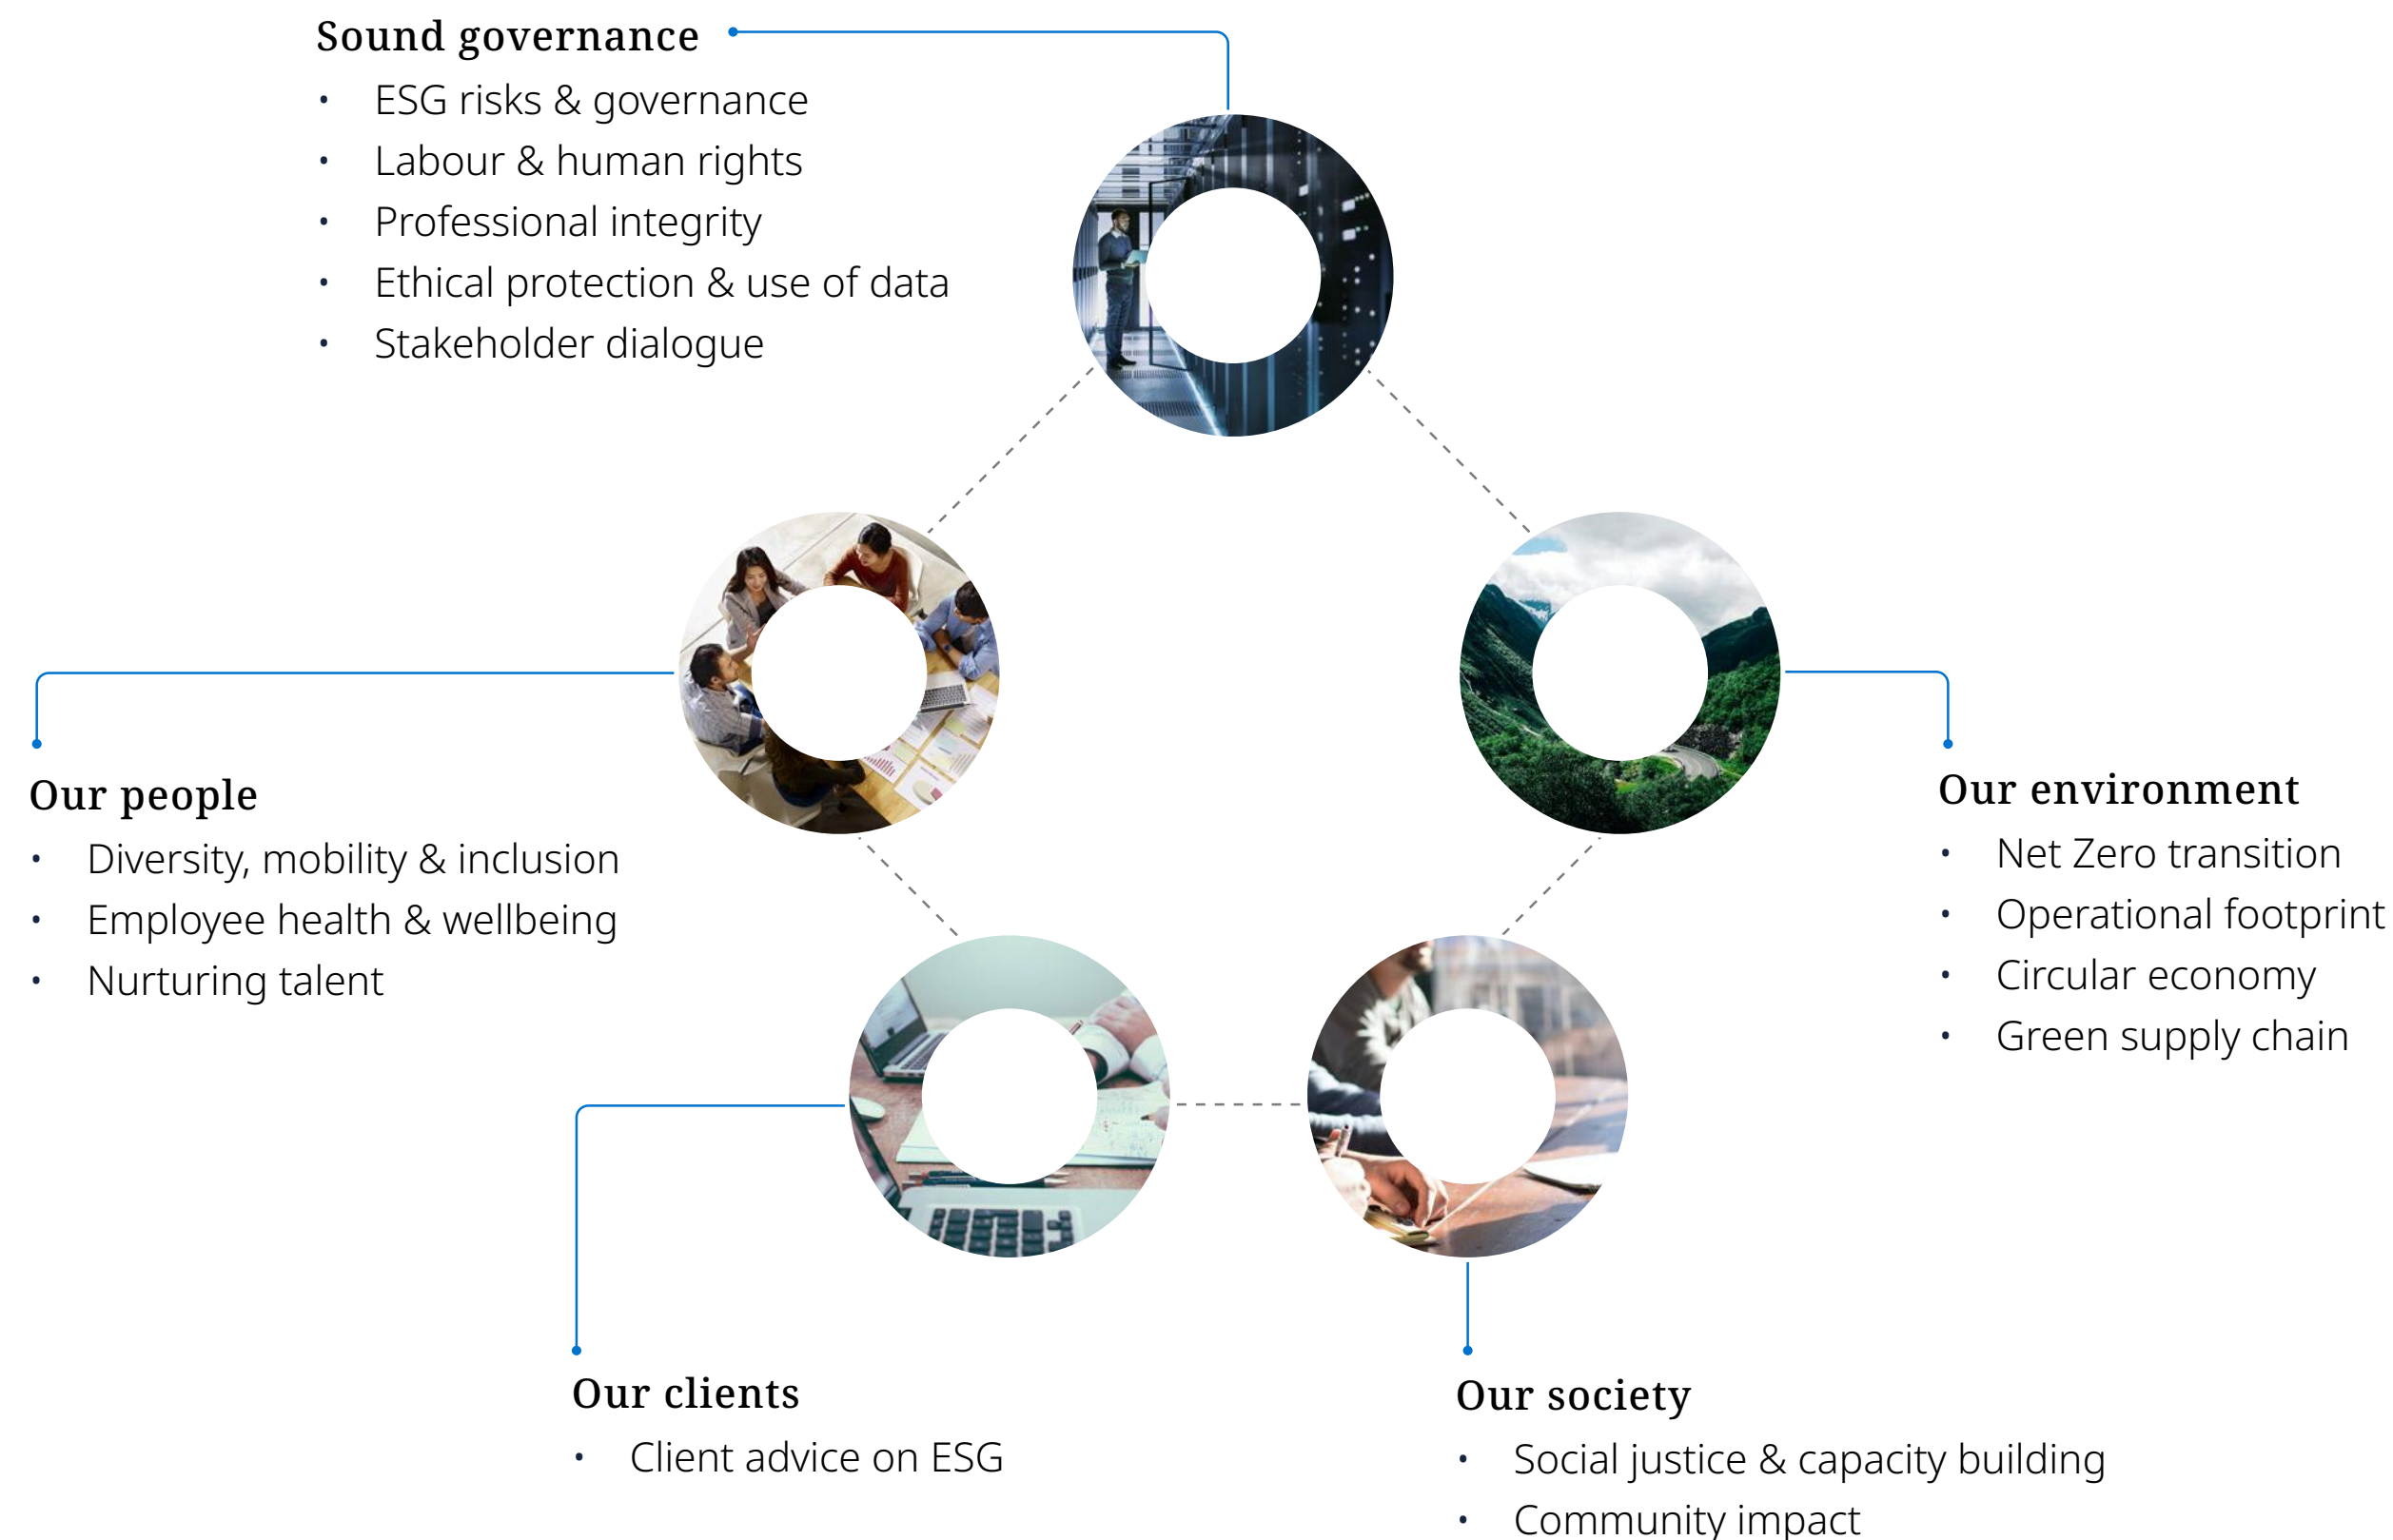 Sound governance
• ESG risks & governance
• Labour & human rights
• Professional integrity
• Ethical protection & use of data
• Stakeholder dialogue
Our people
• Diversity, mobility & inclusion
• Employee health & wellbeing
• Nurturing talent
Our environment
• Net Zero transition
• Operational footprint
• Circular economy
• Green supply chain
Our clients
• Client advice on ESG
Our society
• Social justice & capacity building
• Community impact